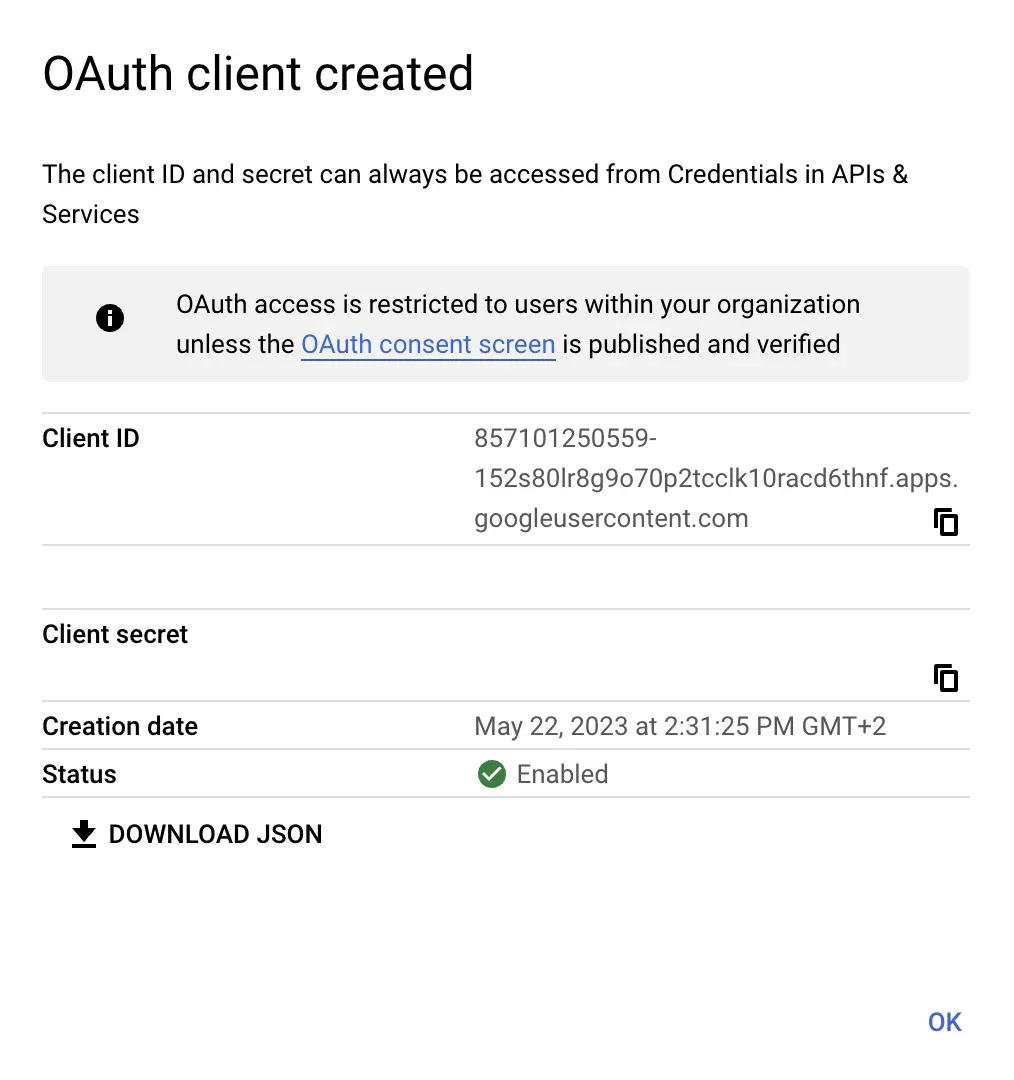 OAuth client created
The client ID and secret can always be accessed from Credentials in APIs &
Services
OAuth access is restricted to users within your organization
unless the OAuth consent screen is published and verified
Client ID
857101250559-
152s80lr8g9o70p2tcclk10racd6thnf.apps.
googleusercontent.com
Client secret
Creation date May 22, 2023 at 2:31:25 PM GMT+2
Status Enabled
DOWNLOAD JSON
OK